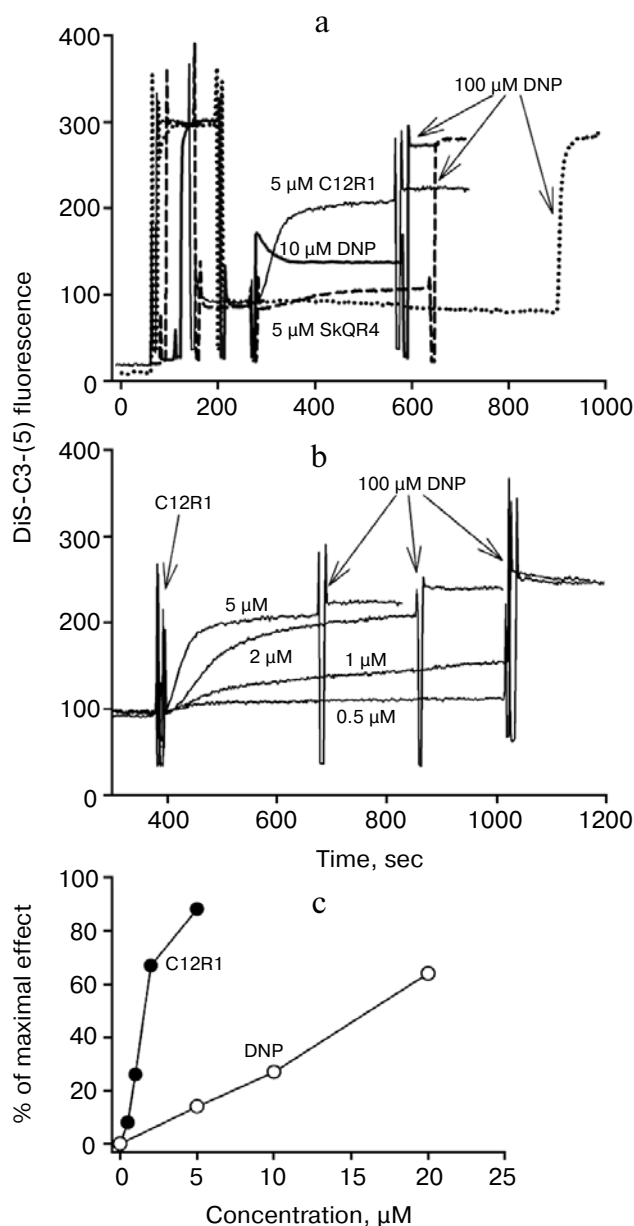 a
400
300
200
100
0
100 µM DNP
5 µM C12R1
10 µM DNP
5 µM SkQR4
0 200 400 600 800 1000
DiS-C3-(5) fluorescence
b
400
300
200
100
0
C12R1
100 µM DNP
5 µM
2 µM
1 µM
0.5 µM
400 600 800 1000 1200
Time, sec
c
% of maximal effect
100
80
60
40
20
0
C12R1
DNP
0 5 10 15 20 25
Concentration, µM